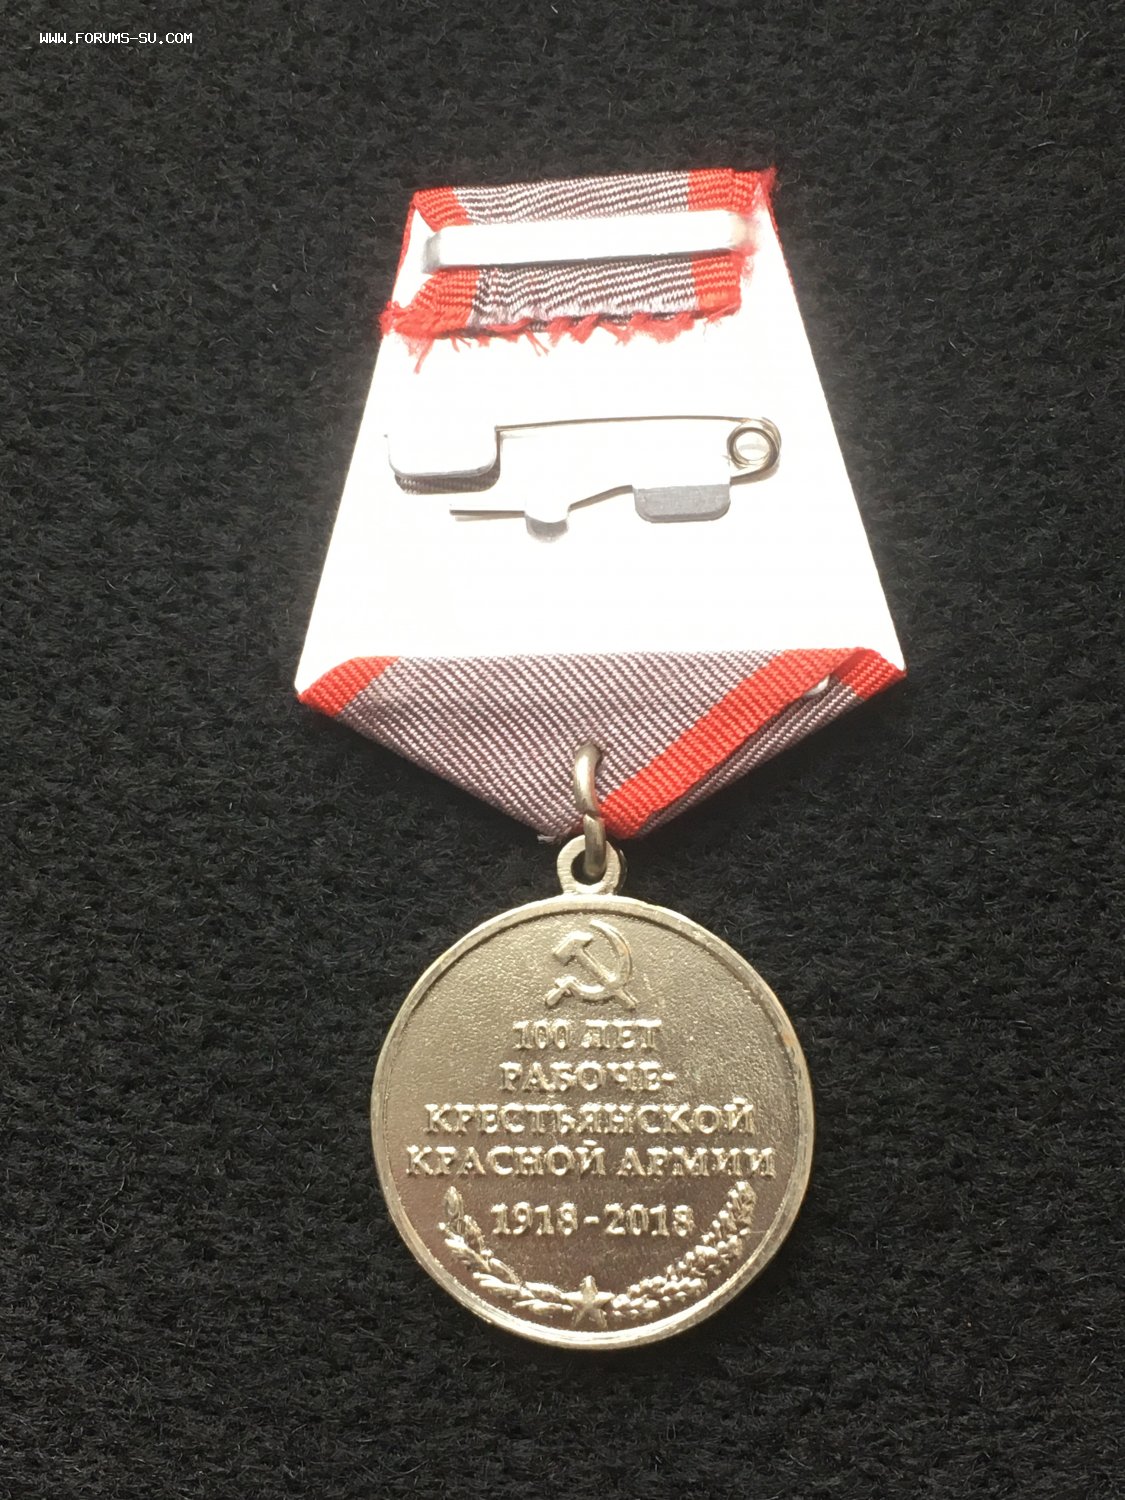 WWW.FORUMS-SU.COM
100 ЛЕТ
РАБОЧЕ-
КРЕСТЬЯНСКОЙ
КРАСНОЙ АРМИИ
1918-2018